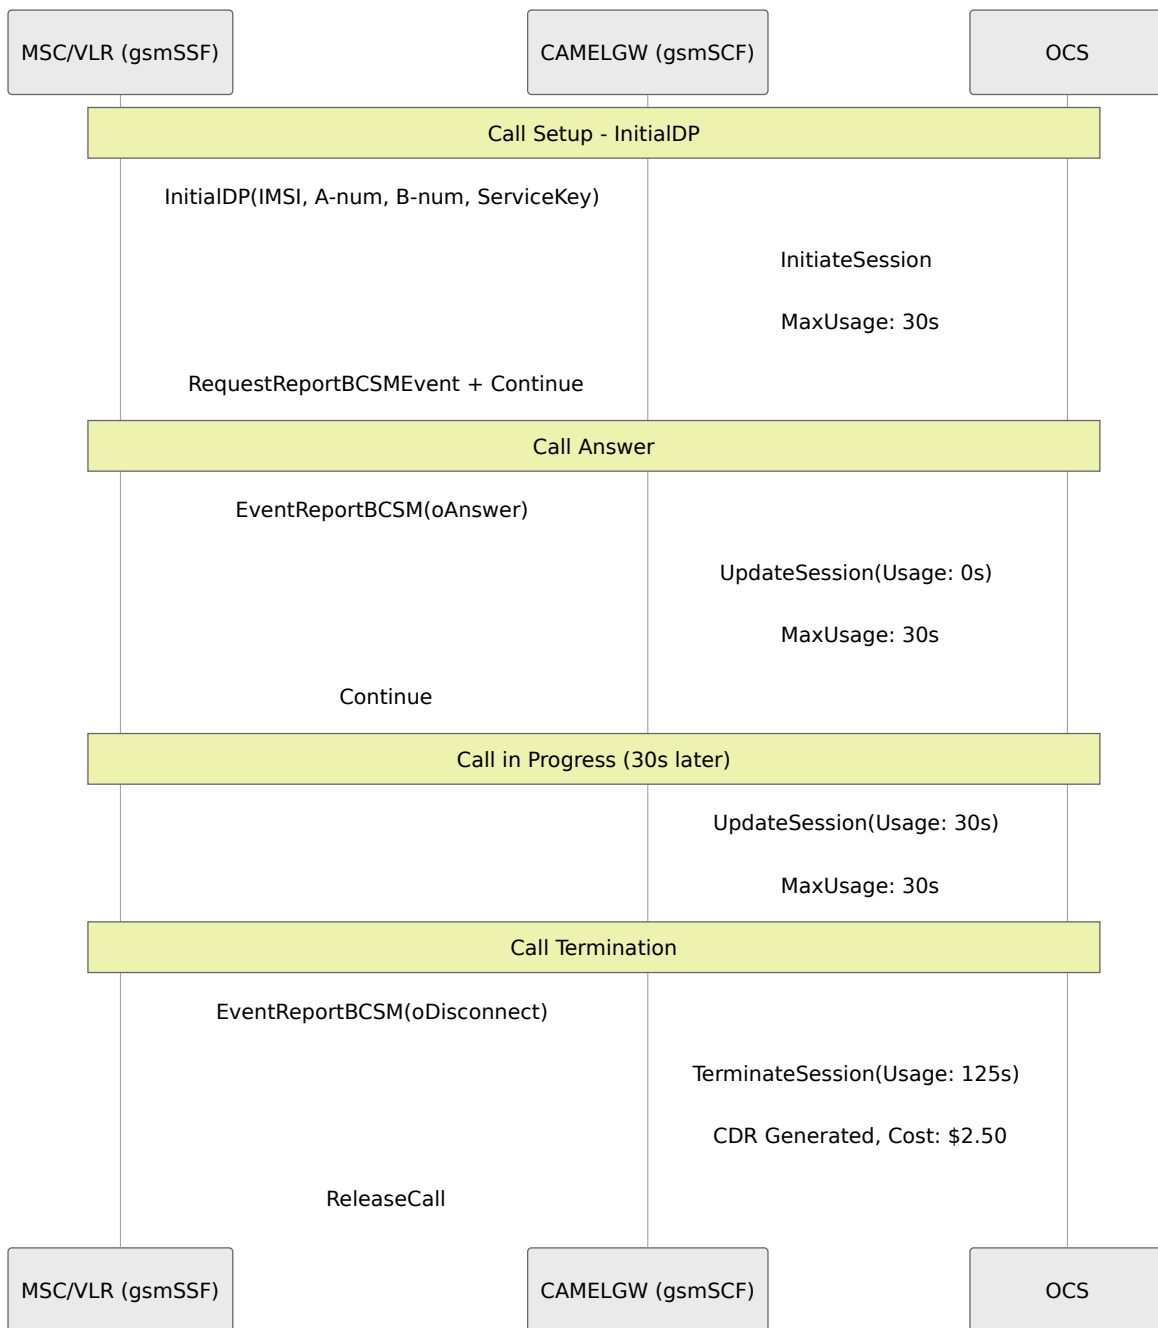 MSC/VLR (gsmSSF)
CAMELGW (gsmSCF)
OCS
Call Setup - InitialDP
InitialDP(IMSI, A-num, B-num, ServiceKey)
InitiateSession
MaxUsage: 30s
RequestReportBCSMEvent + Continue
Call Answer
EventReportBCSM(oAnswer)
UpdateSession(Usage: 0s)
MaxUsage: 30s
Continue
Call in Progress (30s later)
UpdateSession(Usage: 30s)
MaxUsage: 30s
Call Termination
EventReportBCSM(oDisconnect)
TerminateSession(Usage: 125s)
CDR Generated, Cost: $2.50
ReleaseCall
MSC/VLR (gsmSSF)
CAMELGW (gsmSCF)
OCS